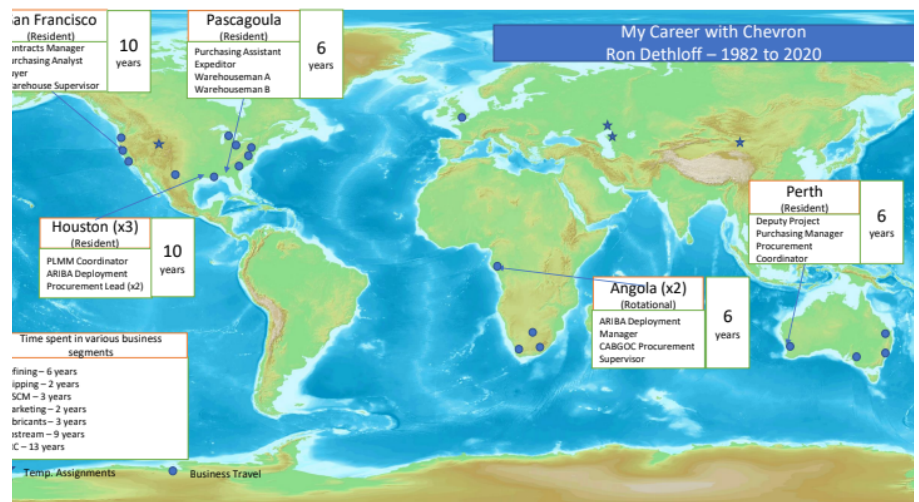 My Career with Chevron
Ron Dethloff – 1982 to 2020
San Francisco
(Resident)
ontracts Manager
urchasing Analyst
uyer
arehouse Supervisor
10
years
Pascagoula
(Resident)
Purchasing Assistant
Expeditor
Warehouseman A
Warehouseman B
6
years
Houston (x3)
(Resident)
PLMM Coordinator
ARIBA Deployment
Procurement Lead (x2)
10
years
Perth
(Resident)
Deputy Project
Purchasing Manager
Procurement
Coordinator
6
years
Angola (x2)
(Rotational)
ARIBA Deployment
Manager
CABGOC Procurement
Supervisor
6
years
Time spent in various business
segments
fining – 6 years
ipping – 2 years
SCM – 3 years
arketing – 2 years
bricants – 3 years
stream – 9 years
C – 13 years
Temp. Assignments
Business Travel